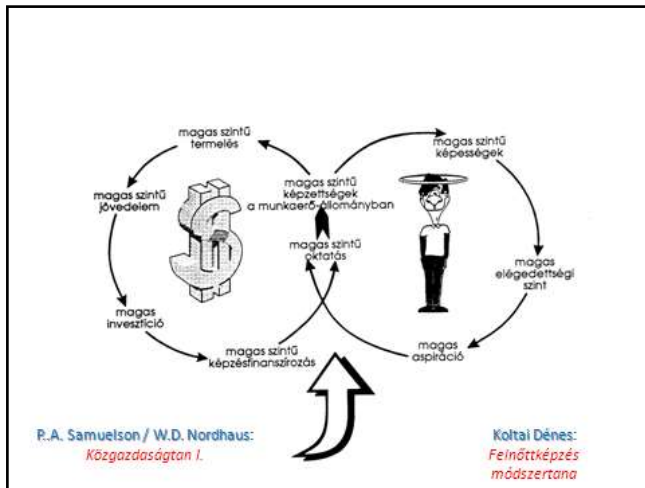 magas szintű
termelés
magas szintű
képességek
magas szintű
jövedelem
magas szintű
képzettségek
a munkaerő-állományban
magas szintű
oktatás
magas
elégedettségi
szint
magas
invesztíció
magas szintű
képzésfinanszírozás
magas
aspiráció
P.A. Samuelson / W.D. Nordhaus:
Közgazdaságtan I.
Koltai Dénes:
Felnőttképzés
módszertana